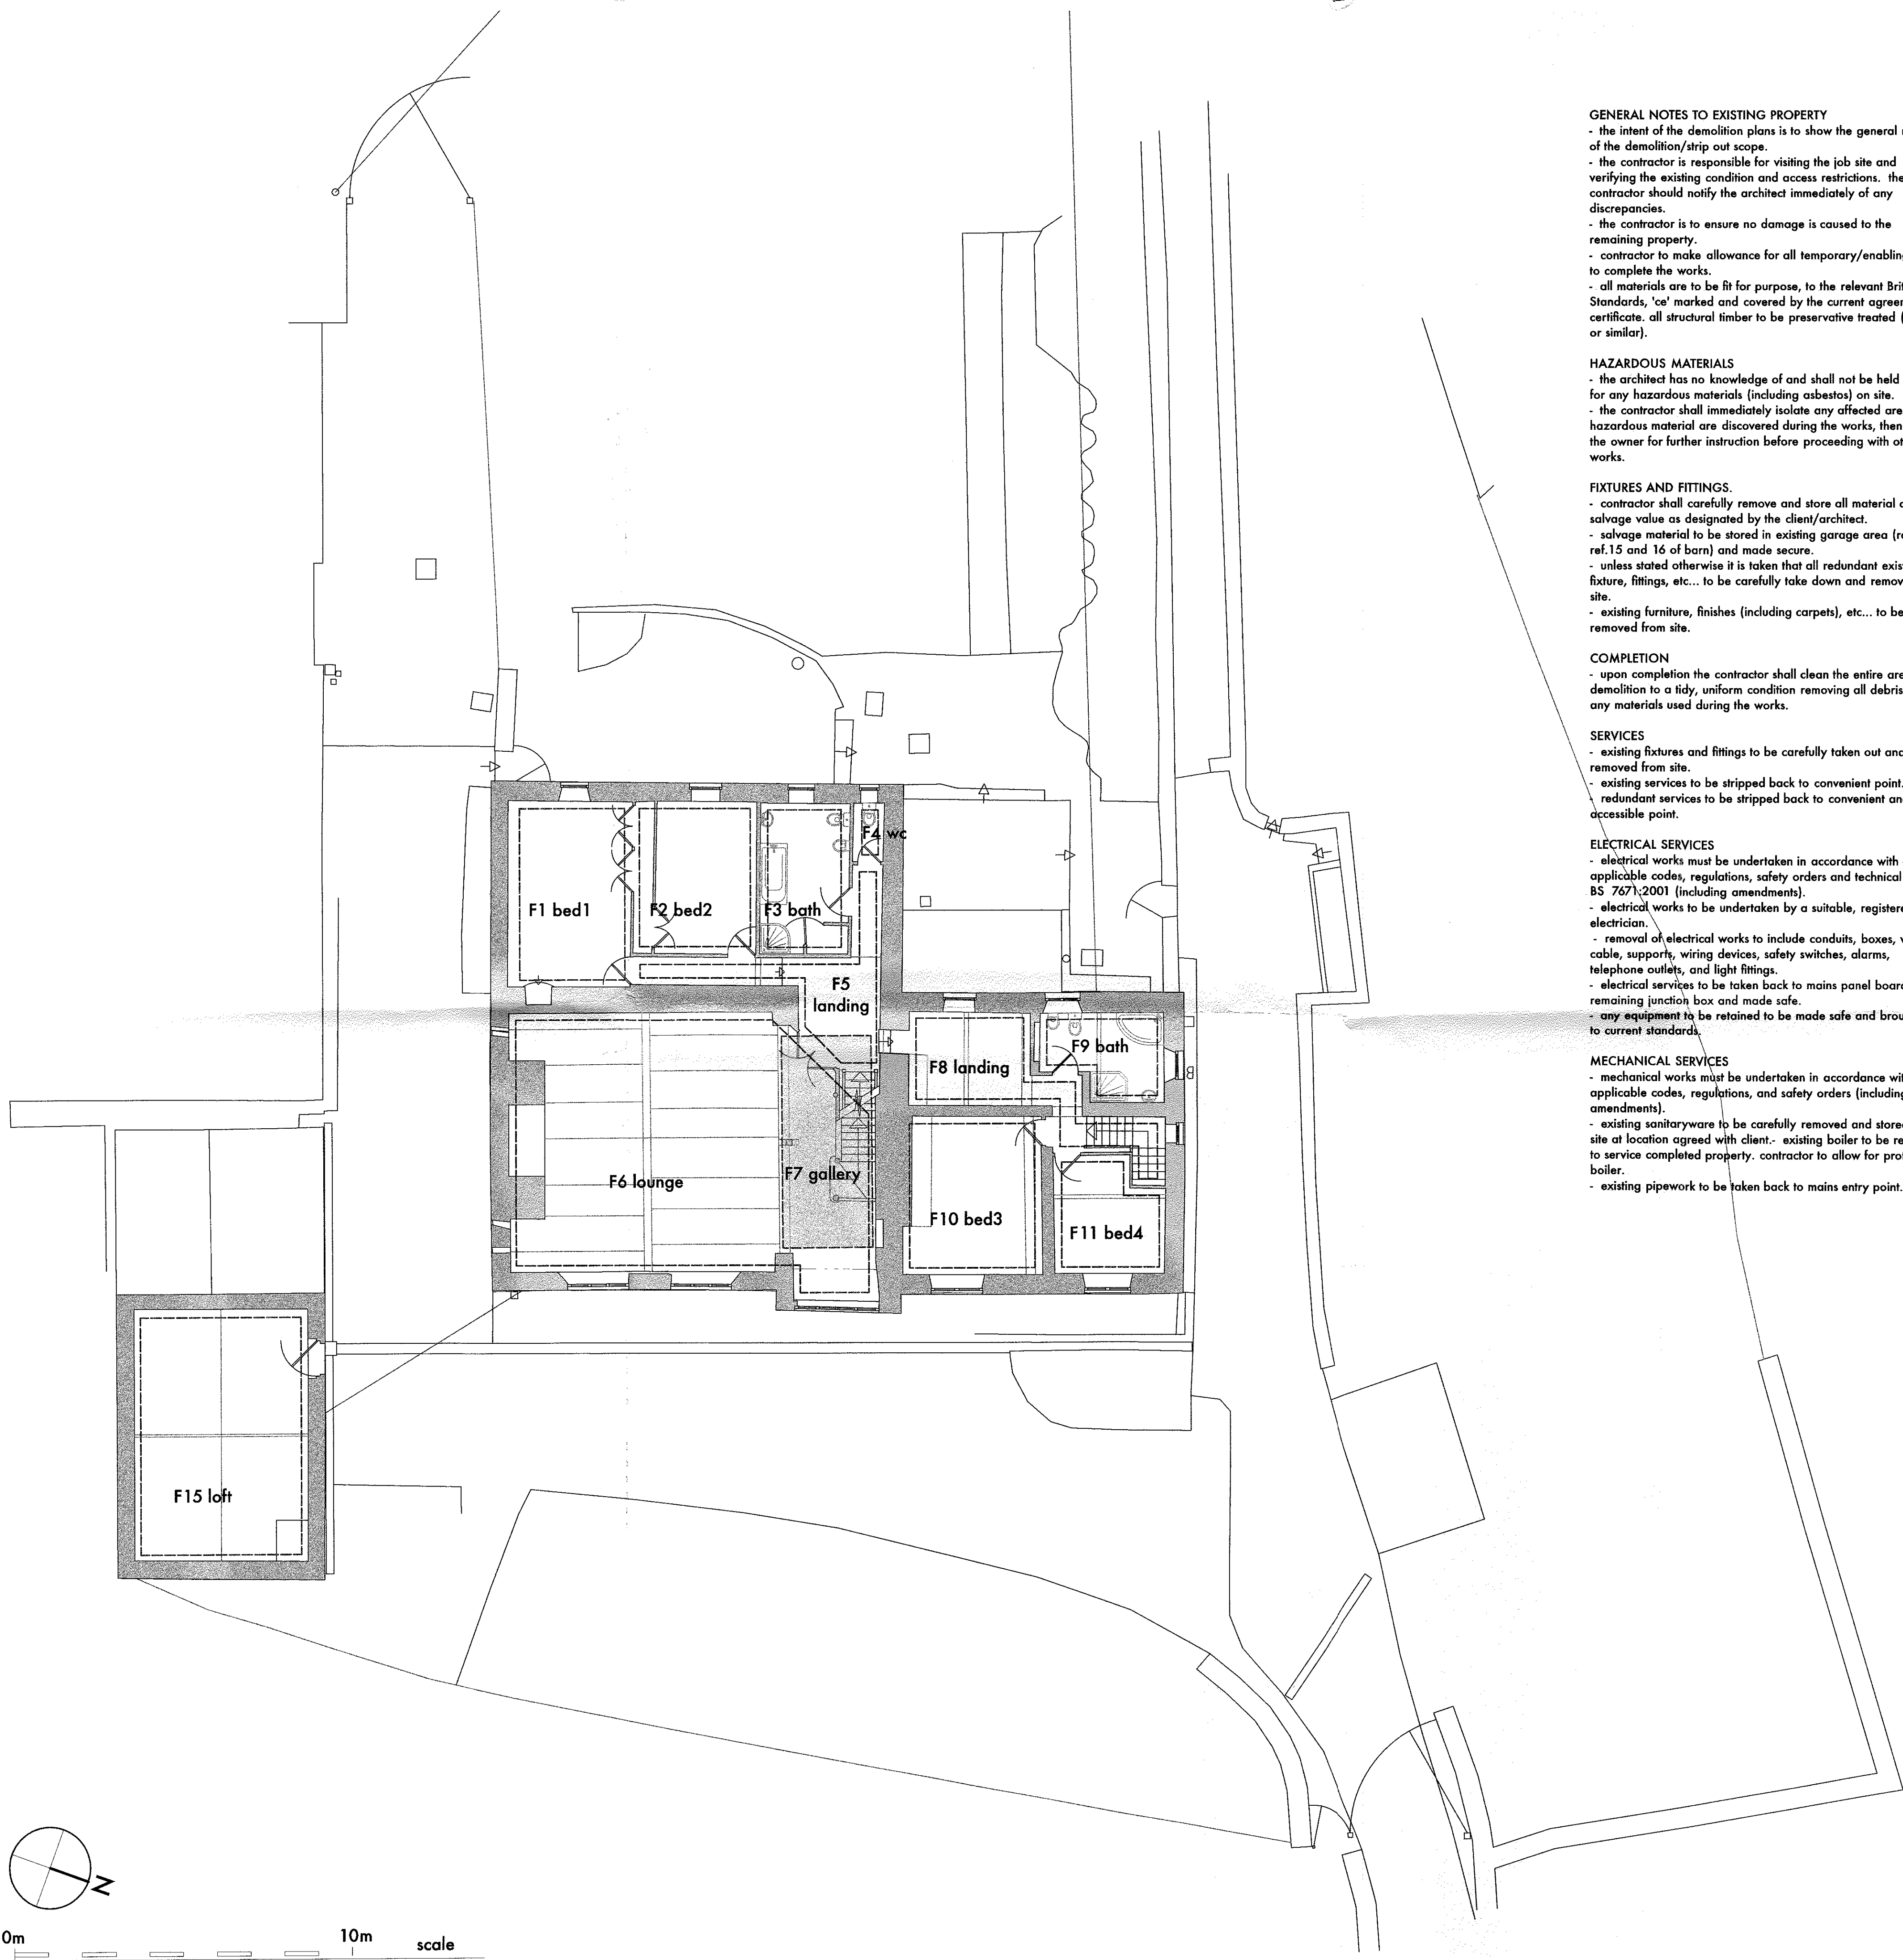 GENERAL NOTES TO EXISTING PROPERTY
- the intent of the demolition plans is to show the general
of the demolition/strip out scope.
- the contractor is responsible for visiting the job site and
verifying the existing condition and access restrictions. the
contractor should notify the architect immediately of any
discrepancies.
- the contractor is to ensure no damage is caused to the
remaining property.
- contractor to make allowance for all temporary/enablin
to complete the works.
- all materials are to be fit for purpose, to the relevant Bri
Standards, 'ce' marked and covered by the current agree
certificate. all structural timber to be preservative treated (
or similar).
HAZARDOUS MATERIALS
- the architect has no knowledge of and shall not be held
for any hazardous materials (including asbestos) on site.
- the contractor shall immediately isolate any affected are
hazardous material are discovered during the works, then
the owner for further instruction before proceeding with ot
works.
FIXTURES AND FITTINGS.
- contractor shall carefully remove and store all material
salvage value as designated by the client/architect.
- salvage material to be stored in existing garage area (r
ref.15 and 16 of barn) and made secure.
- unless stated otherwise it is taken that all redundant exis
fixture, fittings, etc... to be carefully take down and remov
site.
- existing furniture, finishes (including carpets), etc... to be
removed from site.
COMPLETION
- upon completion the contractor shall clean the entire are
demolition to a tidy, uniform condition removing all debris
any materials used during the works.
SERVICES
- existing fixtures and fittings to be carefully taken out and
removed from site.
- existing services to be stripped back to convenient point.
- redundant services to be stripped back to convenient an
accessible point.
ELECTRICAL SERVICES
- electrical works must be undertaken in accordance with
applicable codes, regulations, safety orders and technical
BS 7671:2001 (including amendments).
- electrical works to be undertaken by a suitable, registere
electrician.
- removal of electrical works to include conduits, boxes,
cable, supports, wiring devices, safety switches, alarms,
telephone outlets, and light fittings.
- electrical services to be taken back to mains panel boar
remaining junction box and made safe.
- any equipment to be retained to be made safe and brou
to current standards.
MECHANICAL SERVICES
- mechanical works must be undertaken in accordance wi
applicable codes, regulations, and safety orders (including
amendments).
- existing sanitaryware to be carefully removed and store
site at location agreed with client.- existing boiler to be re
to service completed property. contractor to allow for pro
boiler.
- existing pipework to be taken back to mains entry point.
F4 wc
F1 bed1
F2 bed2
F3 bath
F5
landing
F9 bath
F8 landing
B
F7 gallery
F6 lounge
F10 bed3
F11 bed4
F15 loft
N
0m
10m
scale